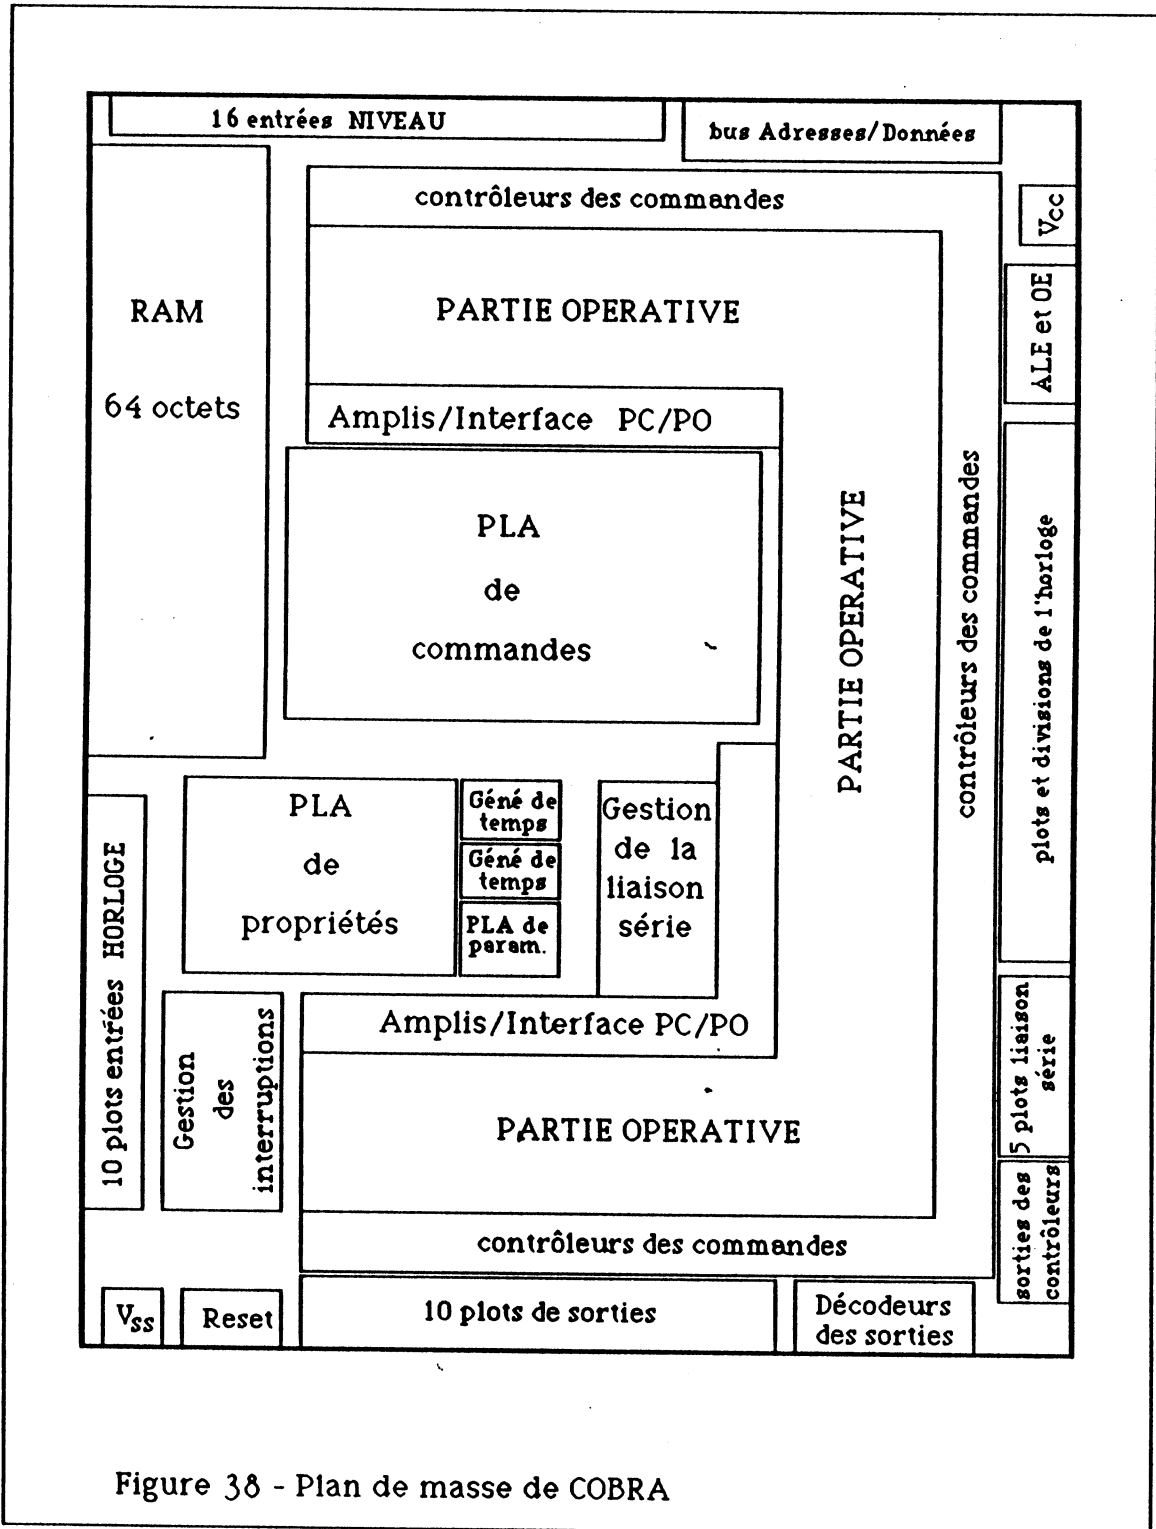 16 entrées NIVEAU
bus Adresses/Données
contrôleurs des commandes
Vcc
RAM
64 octets
PARTIE OPERATIVE
ALE et OE
Amplis/Interface PC/PO
PLA
de
commandes
PARTIE OPERATIVE
contrôleurs des commandes
plots et divisions de l'horloge
10 plots entrées HORLOGE
PLA
de
propriétés
Géné de
temps
Géné de
temps
PLA de
param.
Gestion
de la
liaison
série
Gestion
des
interruptions
Amplis/Interface PC/PO
5 plots liaison
série
PARTIE OPERATIVE
sorties des
contrôleurs
contrôleurs des commandes
Vss
Reset
10 plots de sorties
Décodeurs
des sorties
Figure 38 - Plan de masse de COBRA